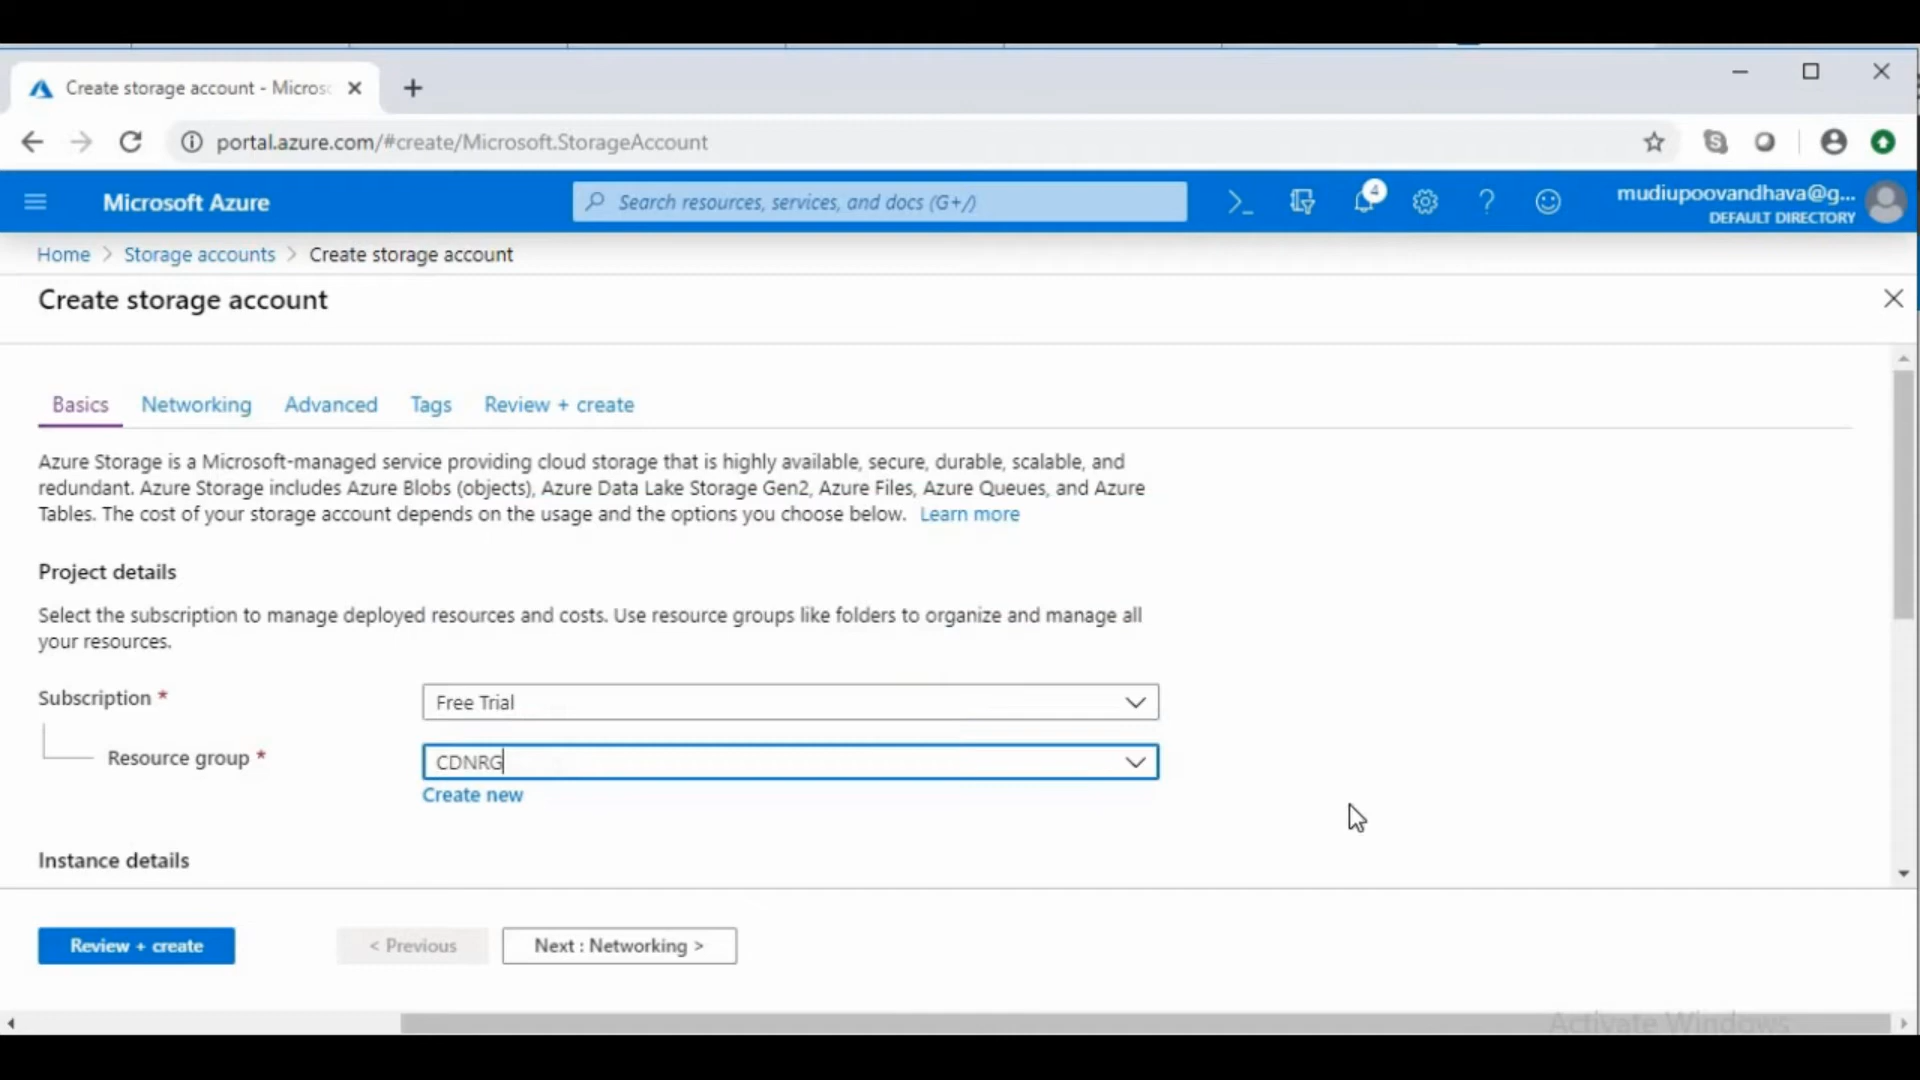 Create storage account - Micros
portal.azure.com/#create/Microsoft.StorageAccount
Microsoft Azure
Search resources, services, and docs (G+/)
4
mudiupoovandhava@g...
DEFAULT DIRECTORY
Home > Storage accounts > Create storage account
Create storage account
Basics Networking Advanced Tags Review + create
Azure Storage is a Microsoft-managed service providing cloud storage that is highly available, secure, durable, scalable, and
redundant. Azure Storage includes Azure Blobs (objects), Azure Data Lake Storage Gen2, Azure Files, Azure Queues, and Azure
Tables. The cost of your storage account depends on the usage and the options you choose below. Learn more
Project details
Select the subscription to manage deployed resources and costs. Use resource groups like folders to organize and manage all
your resources.
Subscription *
Free Trial
Resource group *
CDNRG
Create new
Instance details
Review + create
< Previous
Next : Networking >
Activate Windows